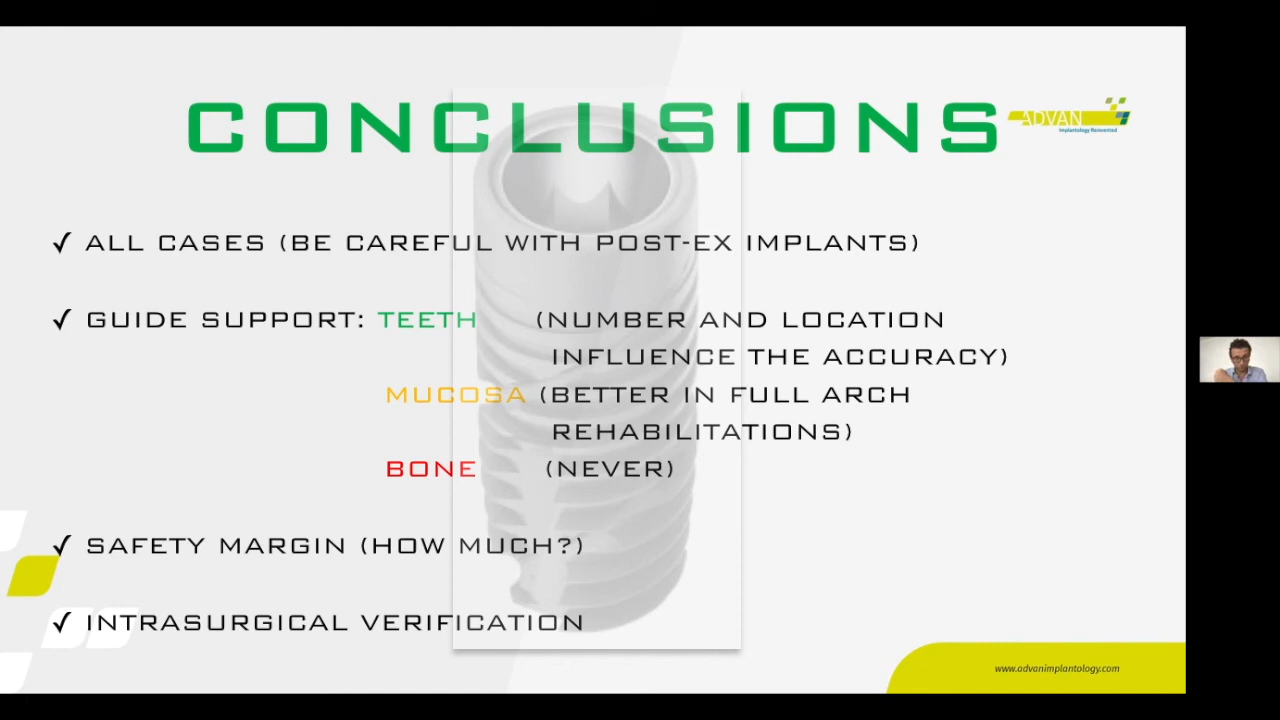 CONCLUSIONS
ADVAN
Implantology Reinvented
✓ ALL CASES (BE CAREFUL WITH POST-EX IMPLANTS)
✓ GUIDE SUPPORT: TEETH (NUMBER AND LOCATION
INFLUENCE THE ACCURACY)
MUCOSA (BETTER IN FULL ARCH
REHABILITATIONS)
BONE (NEVER)
✓ SAFETY MARGIN (HOW MUCH?)
✓ INTRASURGICAL VERIFICATION
www.advanimplantology.com